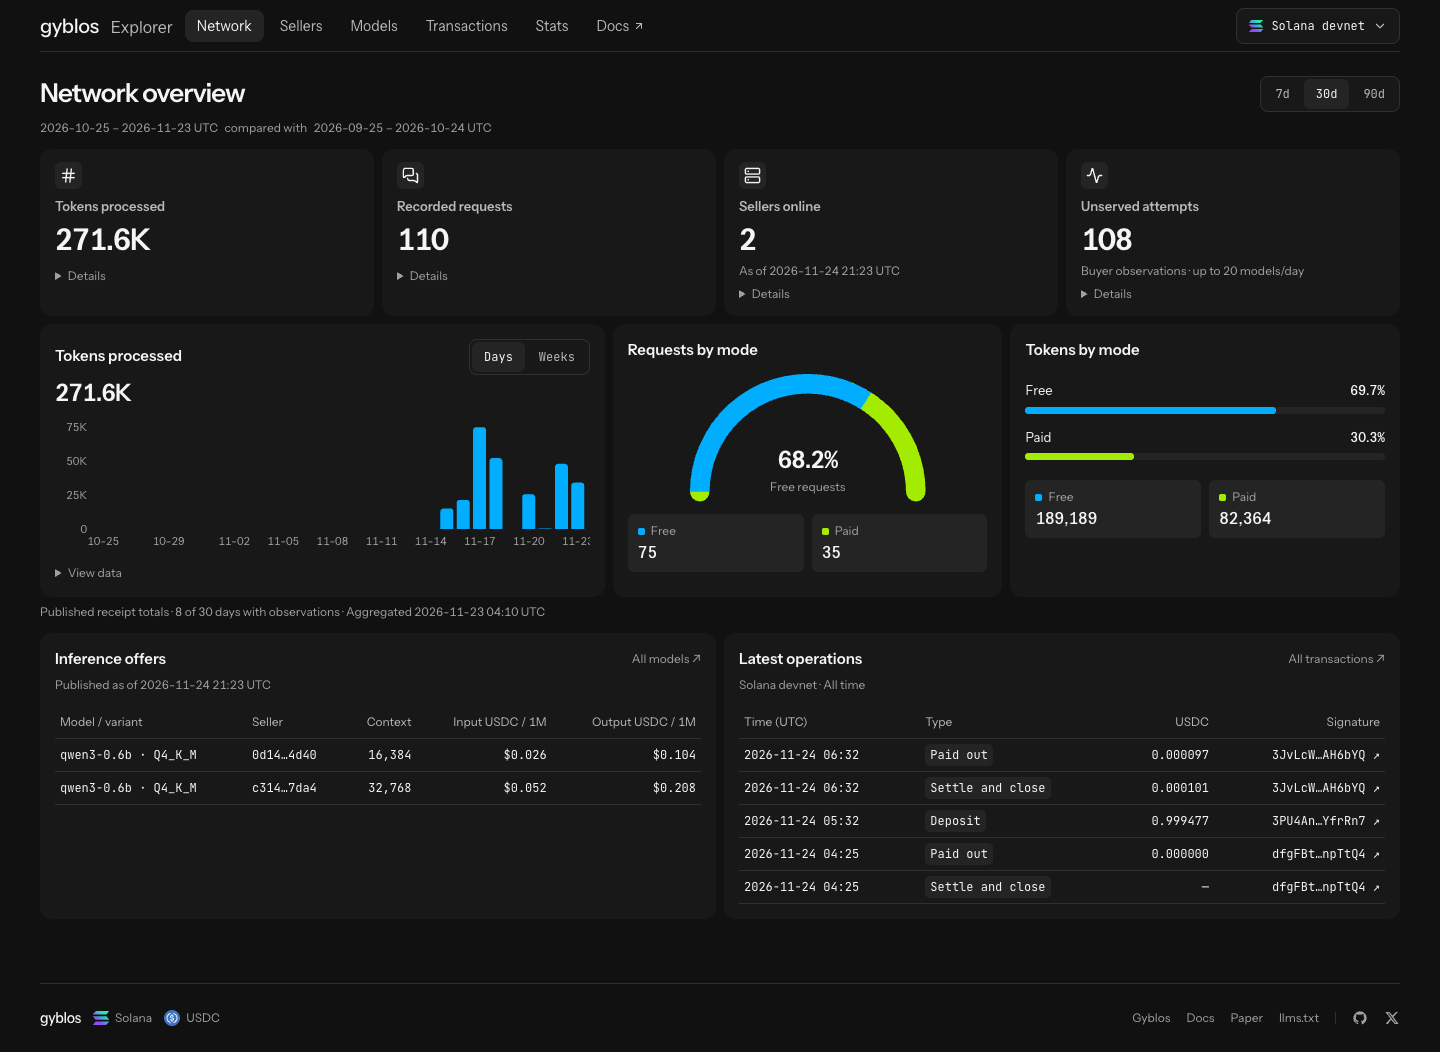 gyblos Explorer Network Sellers Models Transactions Stats Docs ↗ Solana devnet
Network overview
7d 30d 90d
2026-10-25 – 2026-11-23 UTC compared with 2026-09-25 – 2026-10-24 UTC
Tokens processed
271.6K
Details
Recorded requests
110
Details
Sellers online
2
As of 2026-11-24 21:23 UTC
Details
Unserved attempts
108
Buyer observations · up to 20 models/day
Details
Tokens processed
Days Weeks
271.6K
75K
50K
25K
0
10-25 10-29 11-02 11-05 11-08 11-11 11-14 11-17 11-20 11-23
View data
Requests by mode
68.2%
Free requests
Free
75
Paid
35
Tokens by mode
Free 69.7%
Paid 30.3%
Free
189,189
Paid
82,364
Published receipt totals · 8 of 30 days with observations · Aggregated 2026-11-23 04:10 UTC
Inference offers All models ↗
Published as of 2026-11-24 21:23 UTC
Model / variant Seller Context Input USDC / 1M Output USDC / 1M
qwen3-0.6b · Q4_K_M 0d14…4d40 16,384 $0.026 $0.104
qwen3-0.6b · Q4_K_M c314…7da4 32,768 $0.052 $0.208
Latest operations All transactions ↗
Solana devnet · All time
Time (UTC) Type USDC Signature
2026-11-24 06:32 Paid out 0.000097 3JvLcW…AH6bYQ ↗
2026-11-24 06:32 Settle and close 0.000101 3JvLcW…AH6bYQ ↗
2026-11-24 05:32 Deposit 0.999477 3PU4An…YfrRn7 ↗
2026-11-24 04:25 Paid out 0.000000 dfgFBt…npTtQ4 ↗
2026-11-24 04:25 Settle and close — dfgFBt…npTtQ4 ↗
gyblos Solana USDC Gyblos Docs Paper llms.txt